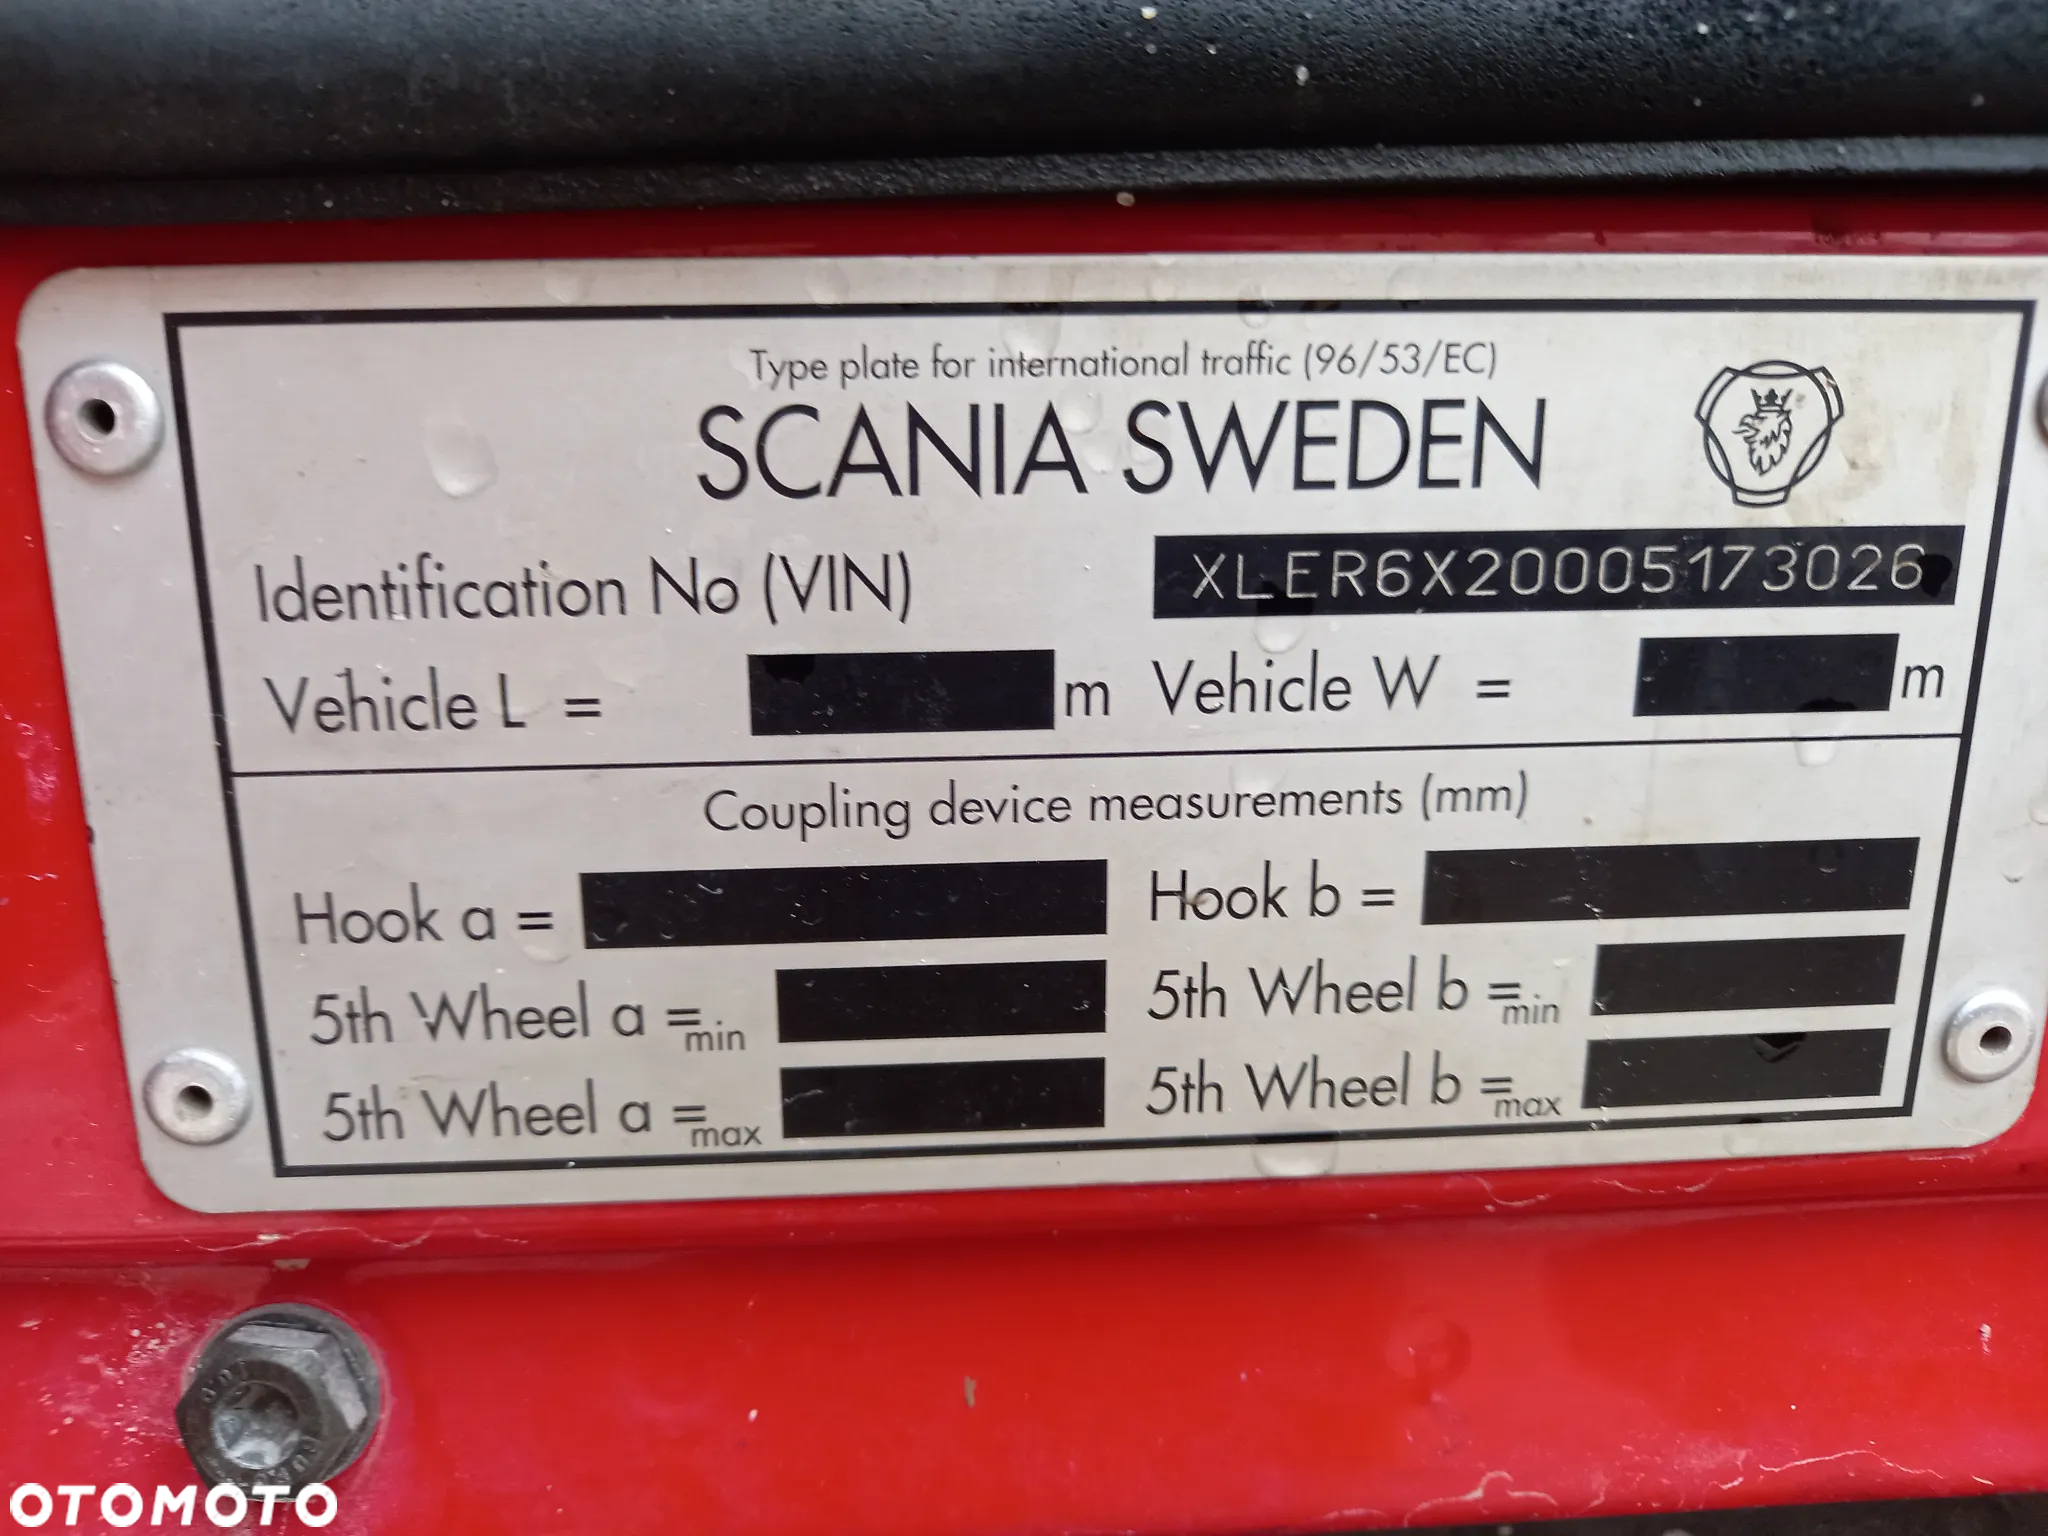 Type plate for international traffic (96/53/EC)
SCANIA SWEDEN
Identification No (VIN) XLER6X20005173026
Vehicle L = m Vehicle W = m
Coupling device measurements (mm)
Hook a = Hook b =
5th Wheel a =min 5th Wheel b =min
5th Wheel a =max 5th Wheel b =max
OTOMOTO